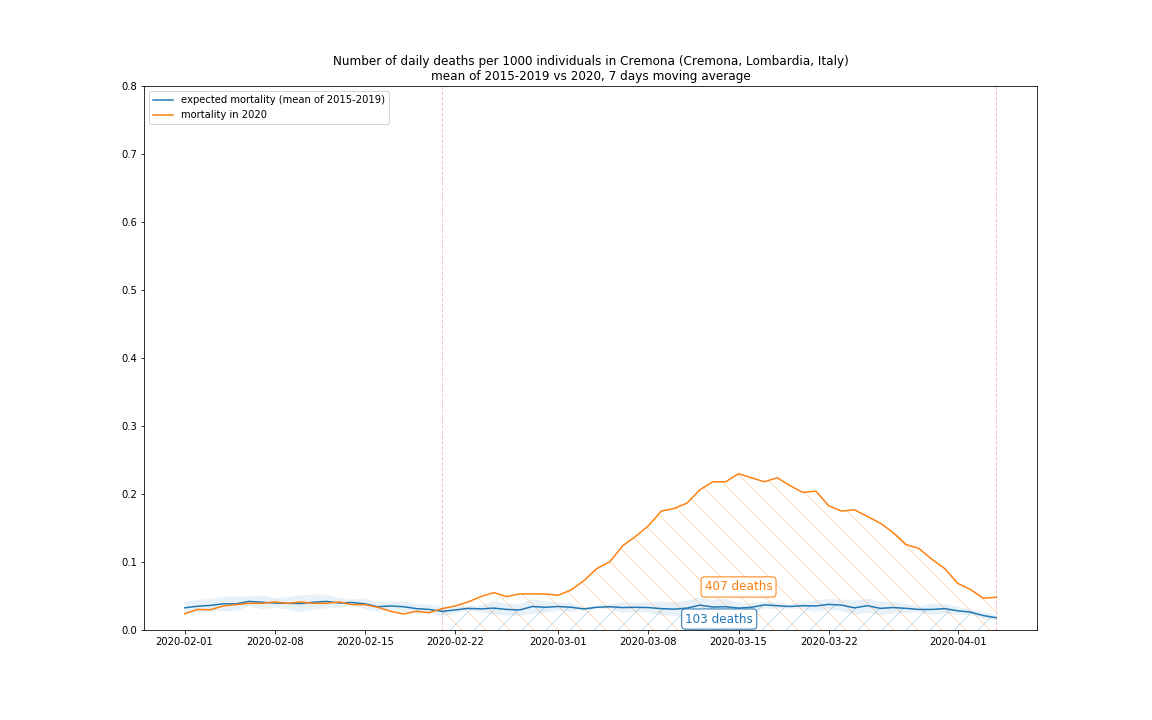 Number of daily deaths per 1000 individuals in Cremona (Cremona, Lombardia, Italy)
mean of 2015-2019 vs 2020, 7 days moving average
expected mortality (mean of 2015-2019)
mortality in 2020
0.8
0.7
0.6
0.5
0.4
0.3
0.2
0.1
0.0
407 deaths
103 deaths
2020-02-01 2020-02-08 2020-02-15 2020-02-22 2020-03-01 2020-03-08 2020-03-15 2020-03-22 2020-04-01